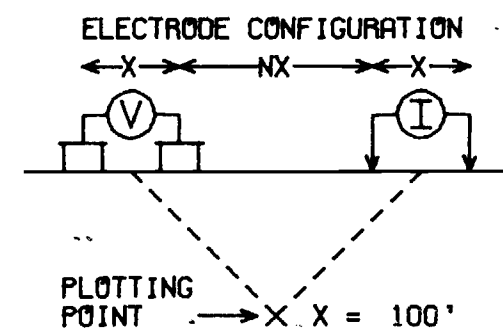 ELECTRODE CONFIGURATION
X NX X
V I
PLOTTING
POINT X X = 100'